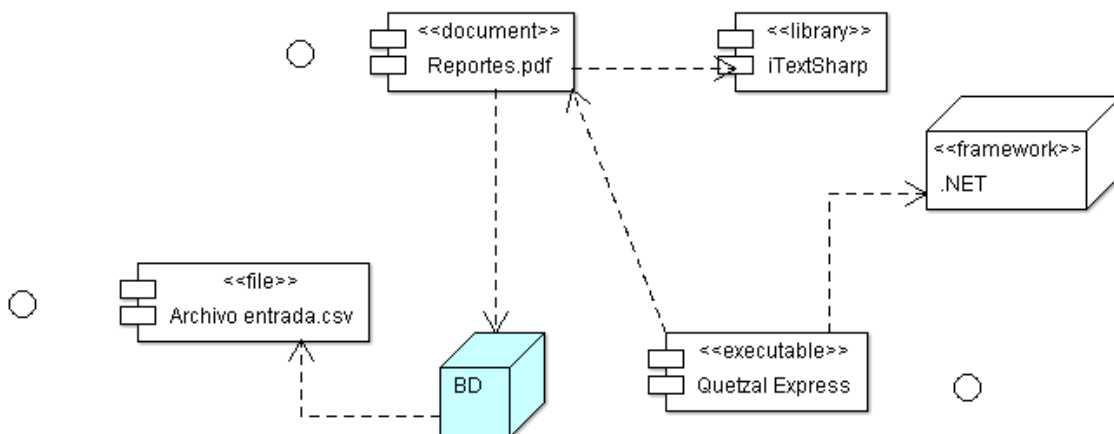 <<document>>
Reportes.pdf
<<library>>
iTextSharp
<<framework>>
.NET
<<file>>
Archivo entrada.csv
BD
<<executable>>
Quetzal Express